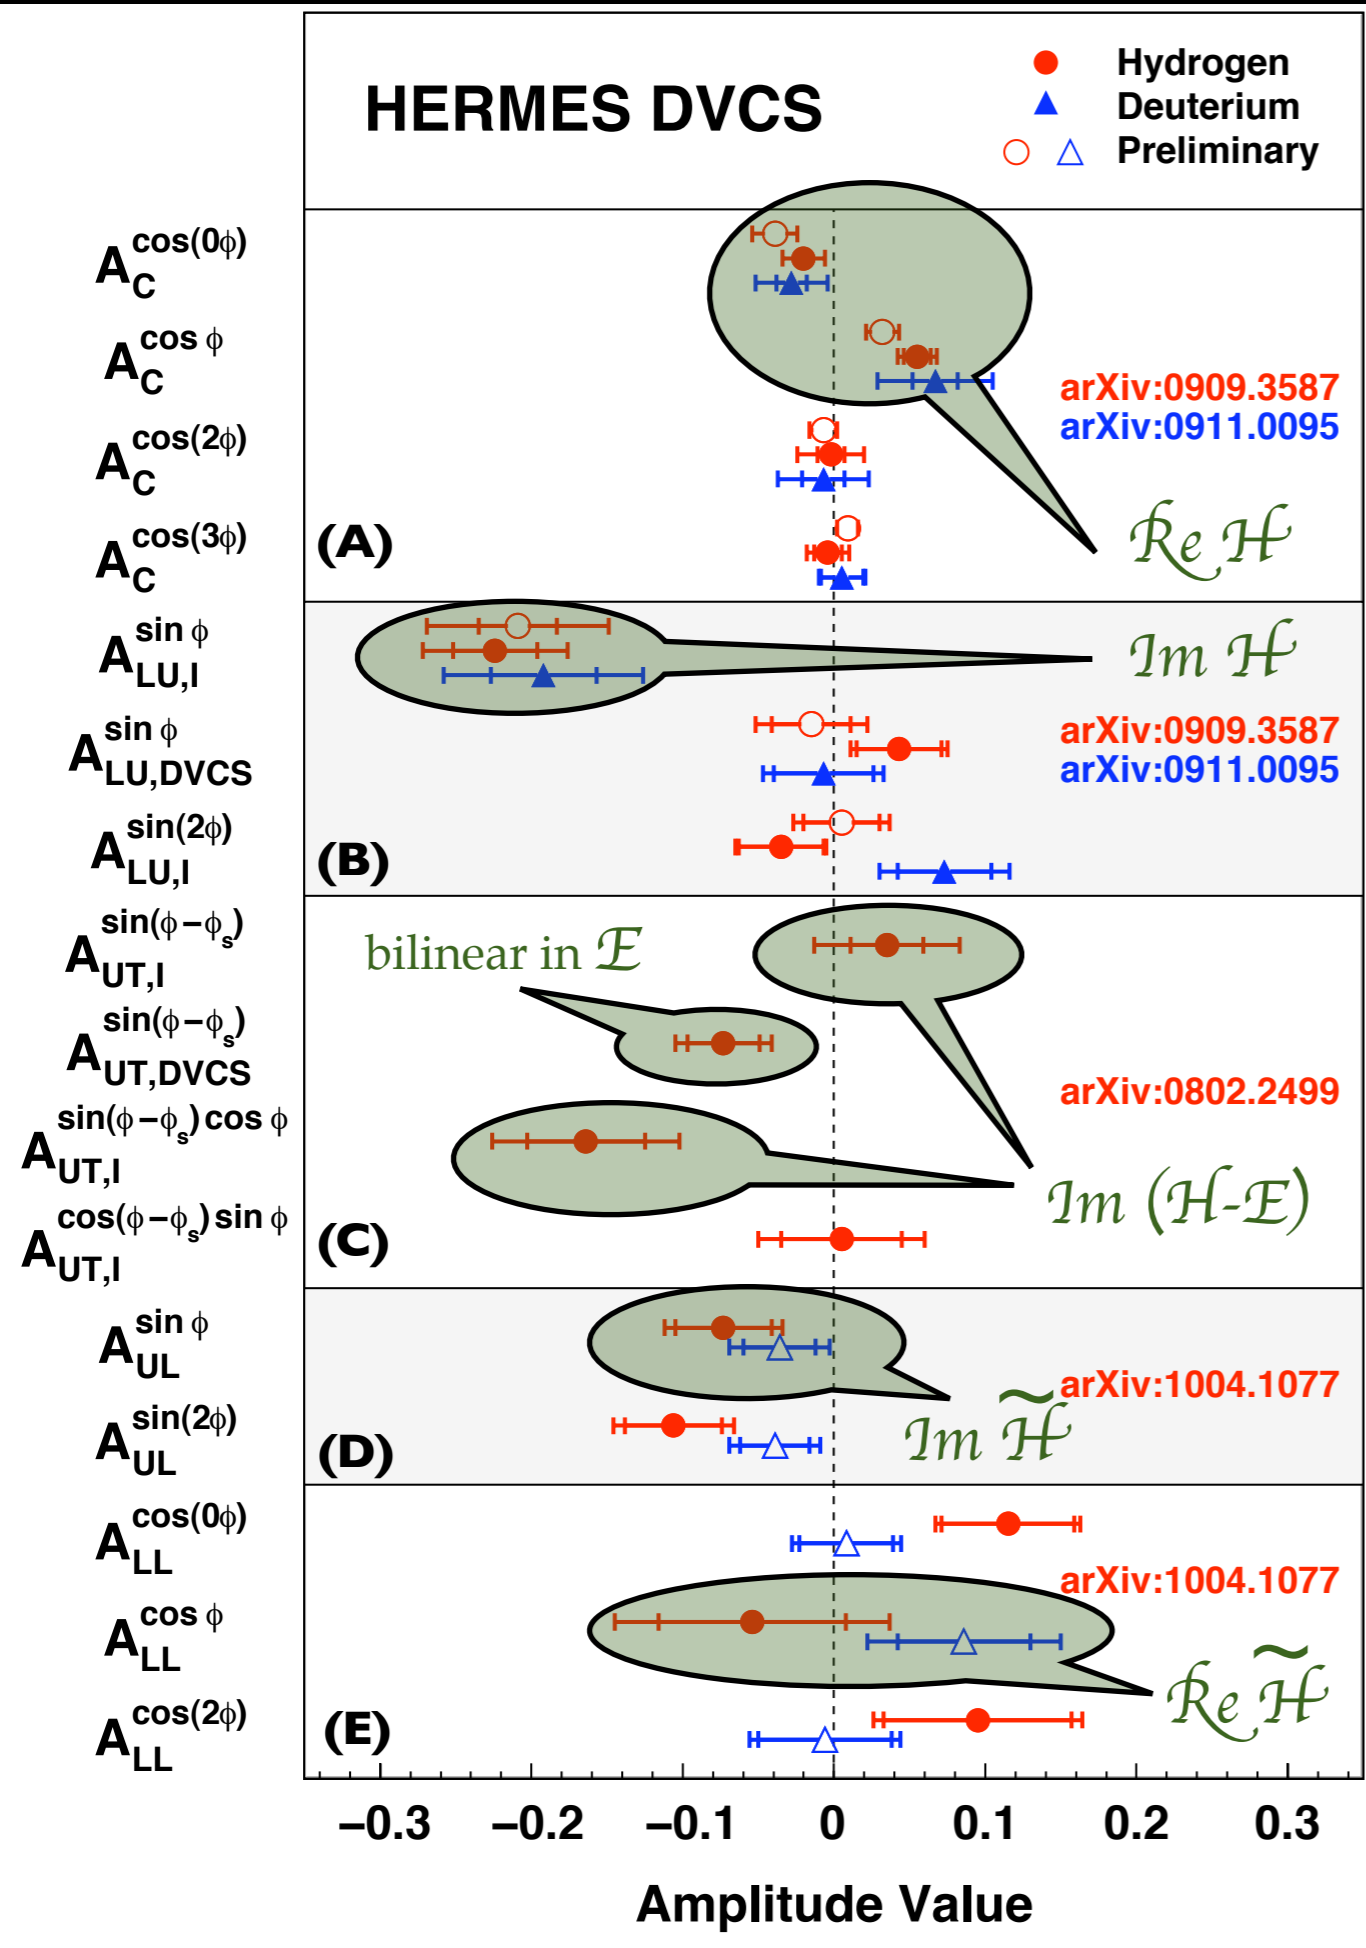 HERMES DVCS
Hydrogen
Deuterium
Preliminary
A_C^cos(0ϕ)
A_C^cos ϕ
arXiv:0909.3587
arXiv:0911.0095
A_C^cos(2ϕ)
A_C^cos(3ϕ)
(A)
Re H
A_LU,I^sin ϕ
Im H
A_LU,DVCS^sin ϕ
arXiv:0909.3587
arXiv:0911.0095
A_LU,I^sin(2ϕ)
(B)
A_UT,I^sin(ϕ−ϕ_s)
bilinear in E
A_UT,DVCS^sin(ϕ−ϕ_s)
arXiv:0802.2499
A_UT,I^sin(ϕ−ϕ_s) cos ϕ
Im (H-E)
A_UT,I^cos(ϕ−ϕ_s) sin ϕ
(C)
A_UL^sin ϕ
arXiv:1004.1077
Im H̃
A_UL^sin(2ϕ)
(D)
A_LL^cos(0ϕ)
arXiv:1004.1077
A_LL^cos ϕ
Re H̃
A_LL^cos(2ϕ)
(E)
−0.3 −0.2 −0.1 0 0.1 0.2 0.3
Amplitude Value